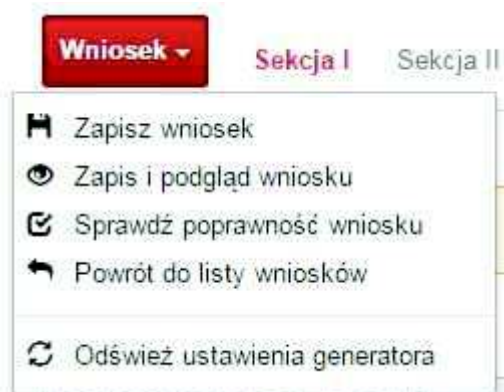 Wniosek Sekcja I Sekcja II
Zapisz wniosek
Zapis i podgląd wniosku
Sprawdź poprawność wniosku
Powrót do listy wniosków
Odśwież ustawienia generatora